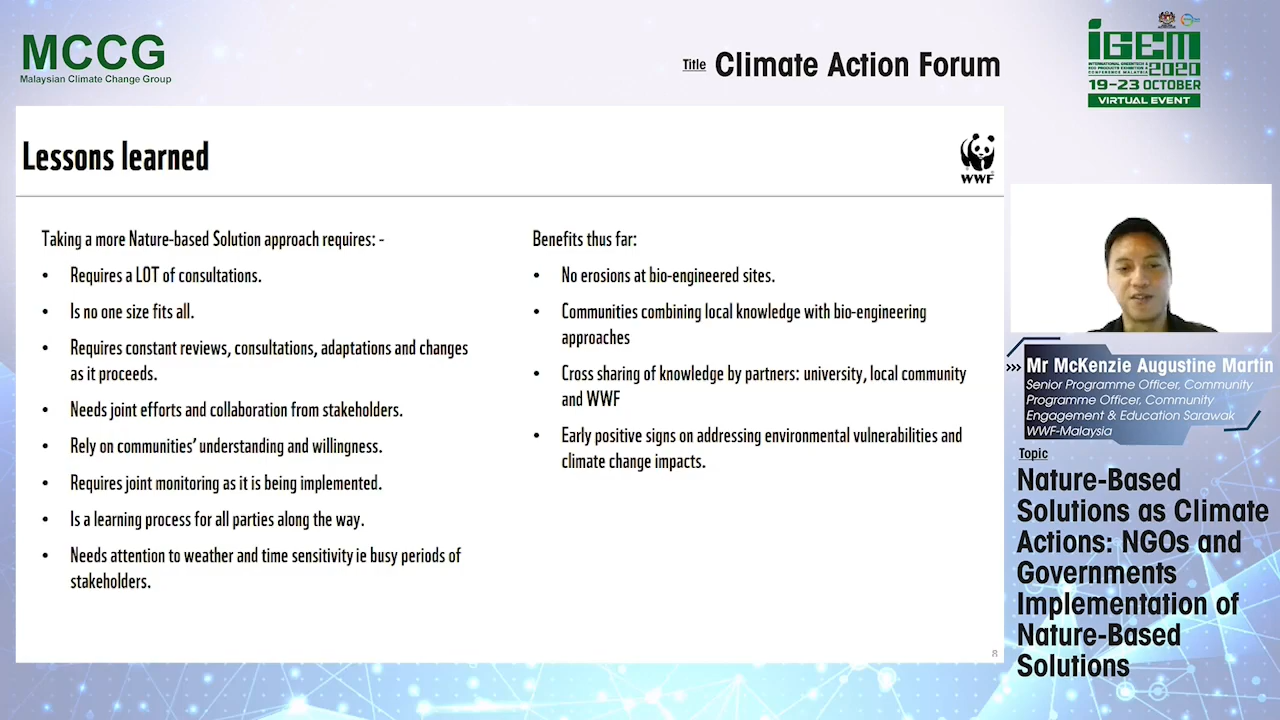 MCCG
Malaysian Climate Change Group
Title Climate Action Forum
iGEM
INTERNATIONAL GREENTECH &
ECO PRODUCTS EXHIBITION &
CONFERENCE MALAYSIA
2020
19-23 OCTOBER
VIRTUAL EVENT
Lessons learned
WWF
Taking a more Nature-based Solution approach requires: -
• Requires a LOT of consultations.
• Is no one size fits all.
• Requires constant reviews, consultations, adaptations and changes
as it proceeds.
• Needs joint efforts and collaboration from stakeholders.
• Rely on communities’ understanding and willingness.
• Requires joint monitoring as it is being implemented.
• Is a learning process for all parties along the way.
• Needs attention to weather and time sensitivity ie busy periods of
stakeholders.
Benefits thus far:
• No erosions at bio-engineered sites.
• Communities combining local knowledge with bio-engineering
approaches
• Cross sharing of knowledge by partners: university, local community
and WWF
• Early positive signs on addressing environmental vulnerabilities and
climate change impacts.
8
Mr McKenzie Augustine Martin
Senior Programme Officer, Community
Programme Officer, Community
Engagement & Education Sarawak
WWF-Malaysia
Topic
Nature-Based
Solutions as Climate
Actions: NGOs and
Governments
Implementation of
Nature-Based
Solutions